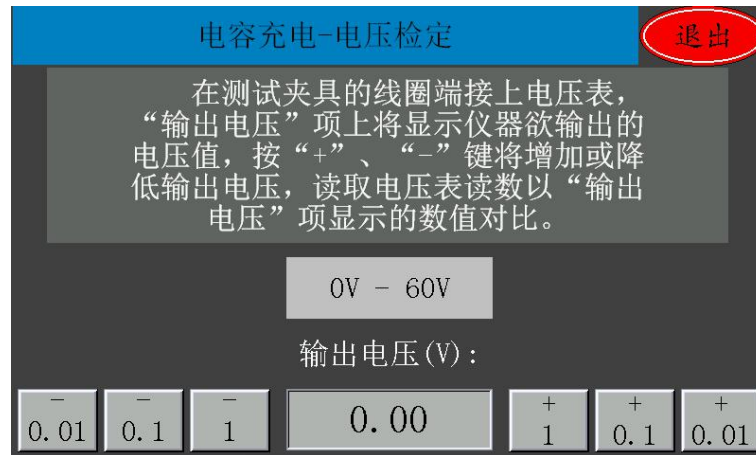 电容充电-电压检定
退出
在测试夹具的线圈端接上电压表，
“输出电压”项上将显示仪器欲输出的
电压值，按“+”、“-”键将增加或降
低输出电压，读取电压表读数以“输出
电压”项显示的数值对比。
0V - 60V
输出电压(V):
- - - + + +
0.01 0.1 1 0.00 1 0.1 0.01